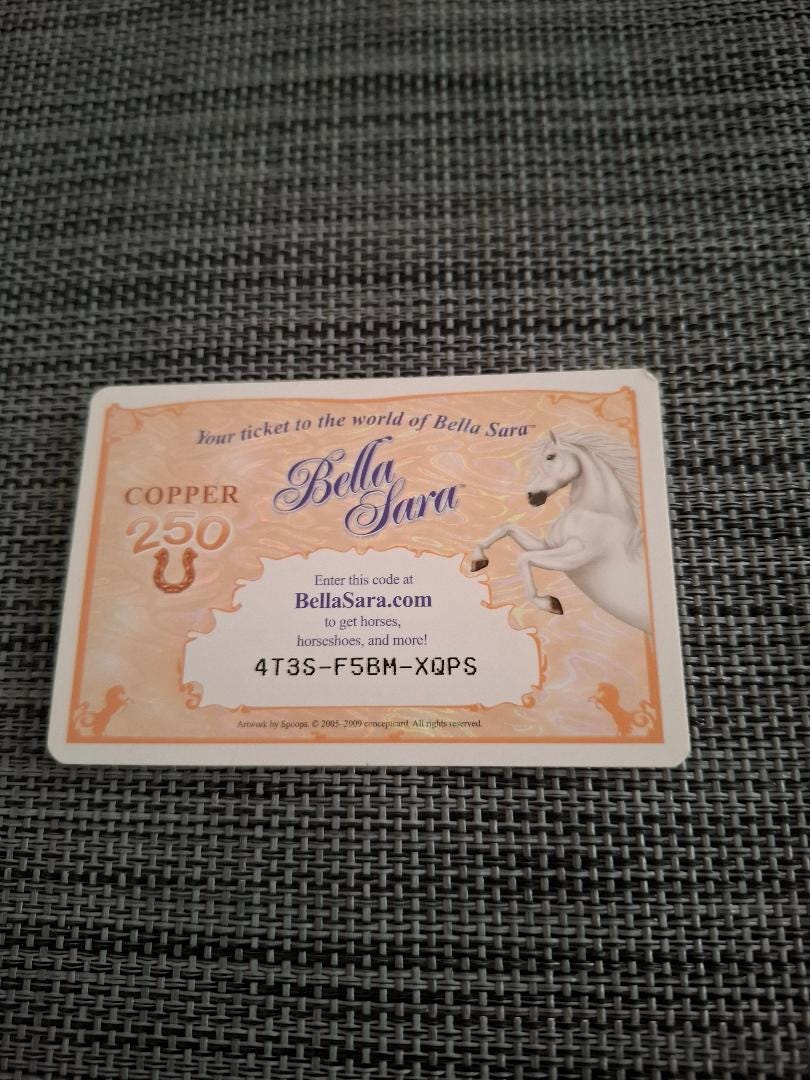 Your ticket to the world of Bella Sara™
Bella
Sara™
COPPER
250
Enter this code at
BellaSara.com
to get horses,
horseshoes, and more!
4T3S-F5BM-XQPS
Artwork by Spoops. © 2005–2009 conceptcard. All rights reserved.